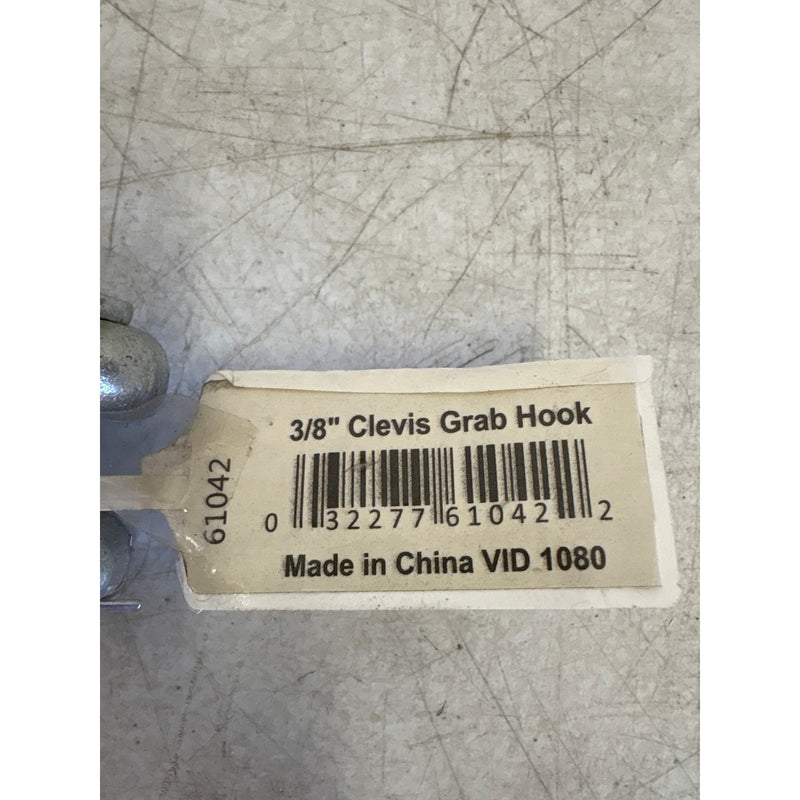 3/8" Clevis Grab Hook
61042
0 32277 61042 2
Made in China VID 1080